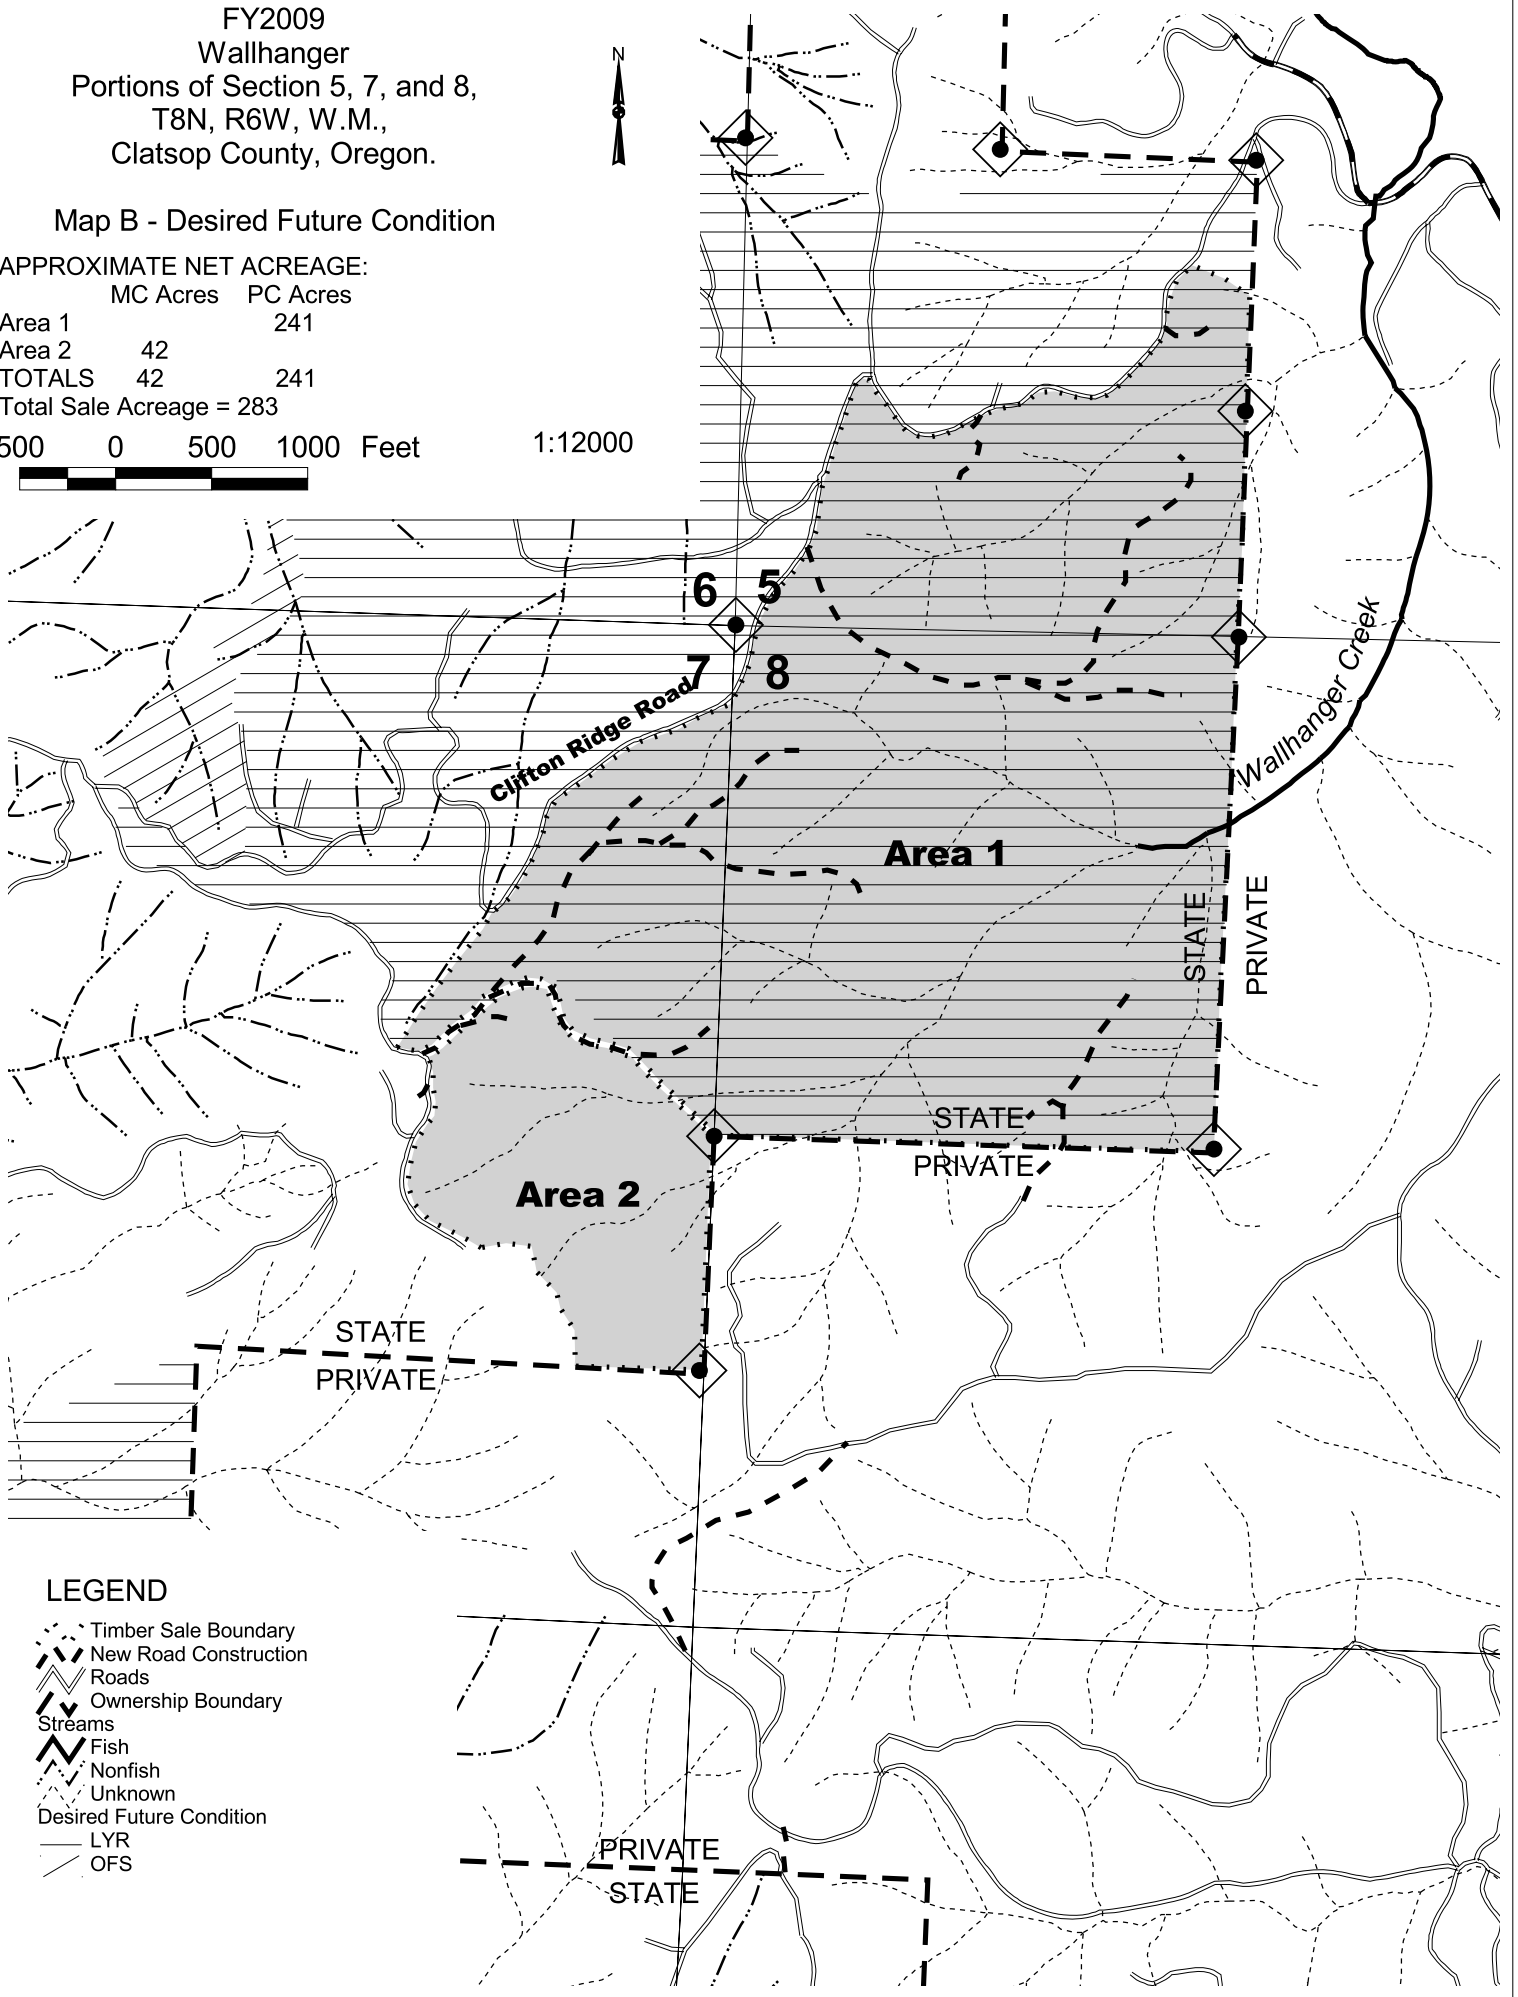 FY2009
Wallhanger
Portions of Section 5, 7, and 8,
T8N, R6W, W.M.,
Clatsop County, Oregon.
N
Map B - Desired Future Condition
APPROXIMATE NET ACREAGE:
MC Acres PC Acres
Area 1 241
Area 2 42
TOTALS 42 241
Total Sale Acreage = 283
500 0 500 1000 Feet 1:12000
6 5
7 8
Clifton Ridge Road
Wallhanger Creek
Area 1
STATE
PRIVATE
STATE
PRIVATE
Area 2
STATE
PRIVATE
LEGEND
Timber Sale Boundary
New Road Construction
Roads
Ownership Boundary
Streams
Fish
Nonfish
Unknown
Desired Future Condition
LYR
OFS
PRIVATE
STATE